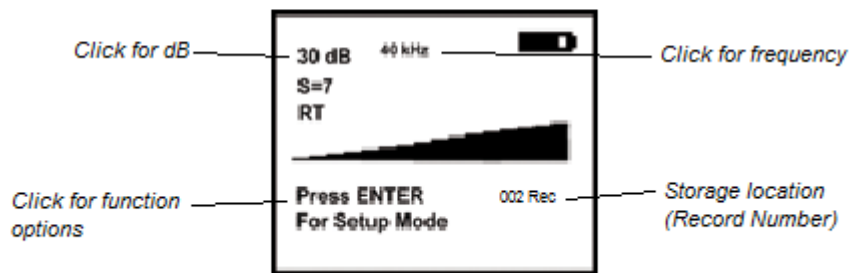 Click for dB
30 dB
40 kHz
Click for frequency
S=7
RT
Click for function
options
Press ENTER
For Setup Mode
002 Rec
Storage location
(Record Number)